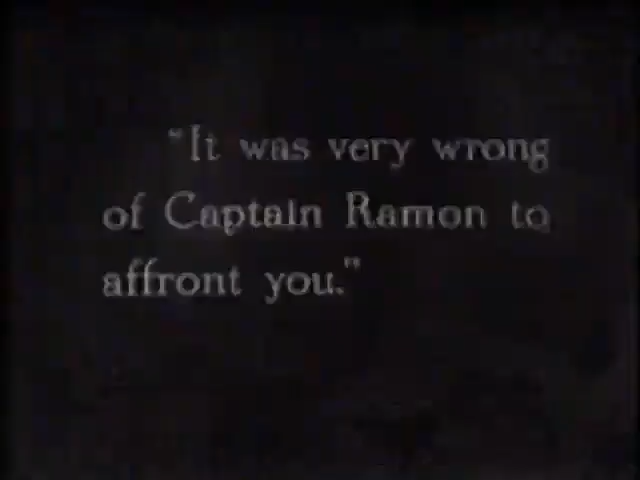 "It was very wrong
of Captain Ramon to
affront you."